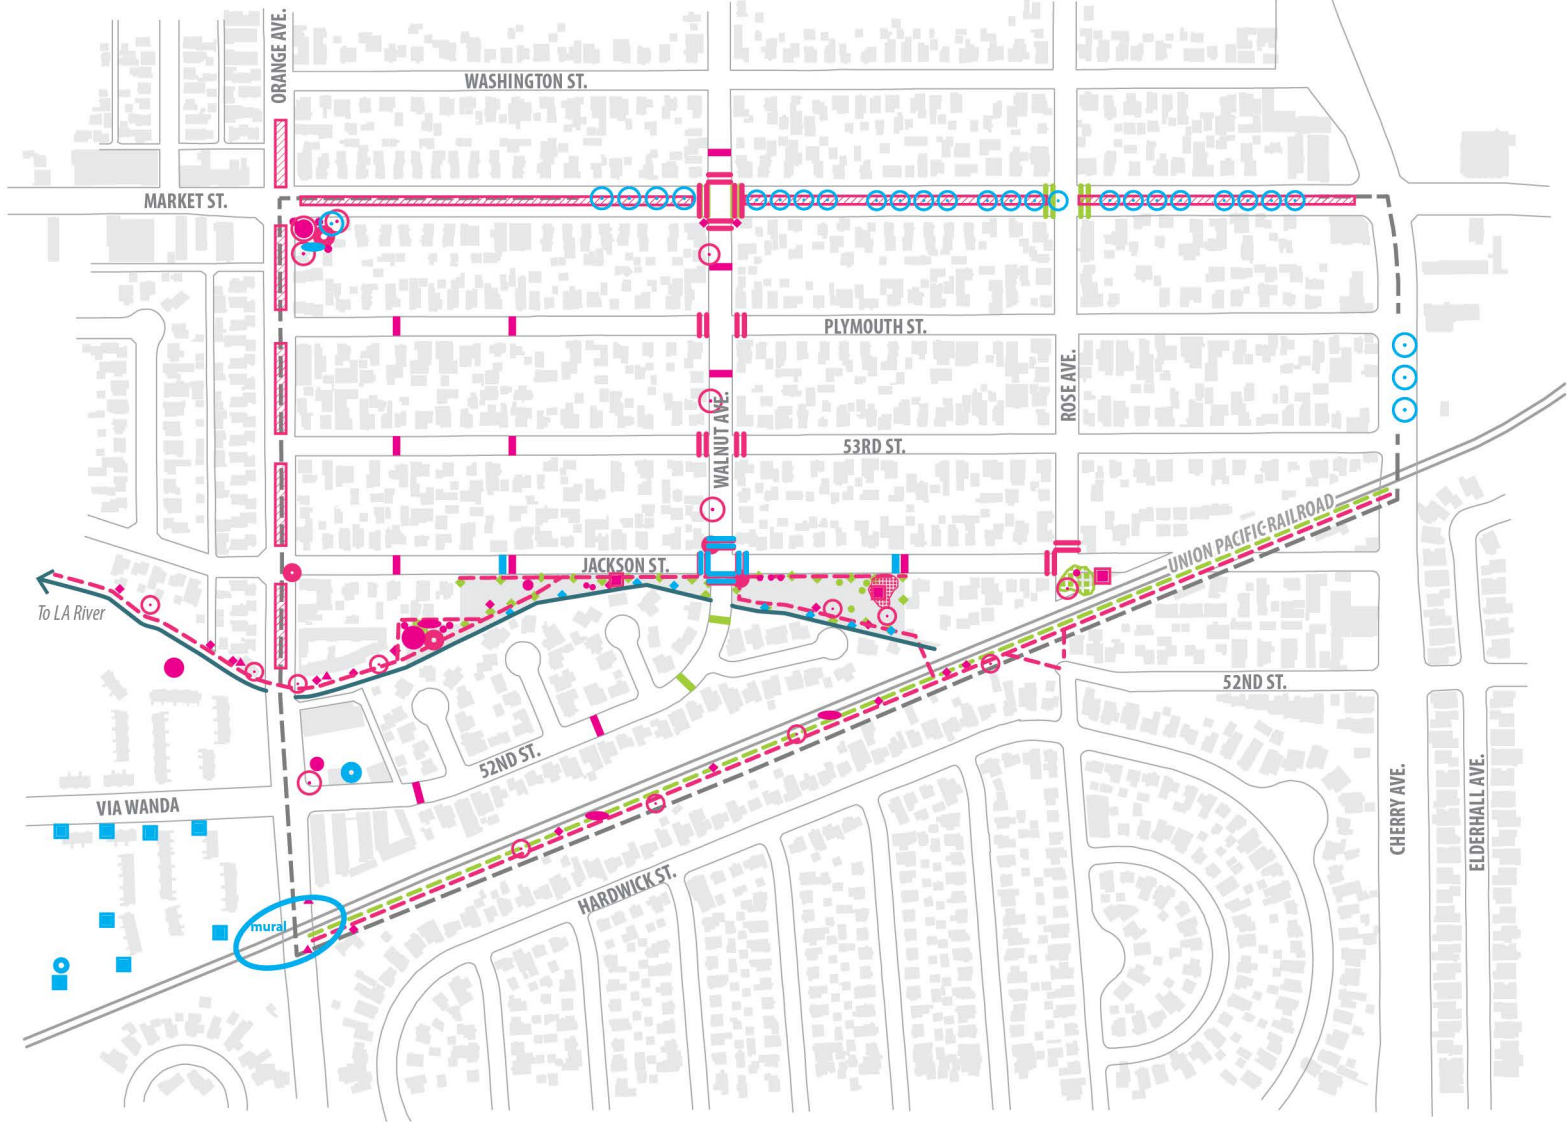 ORANGE AVE.
WASHINGTON ST.
MARKET ST.
PLYMOUTH ST.
ROSE AVE.
WALNUT AVE.
53RD ST.
UNION PACIFIC RAILROAD
JACKSON ST.
To LA River
52ND ST.
52ND ST.
VIA WANDA
CHERRY AVE.
ELDERHALL AVE.
HARDWICK ST.
mural